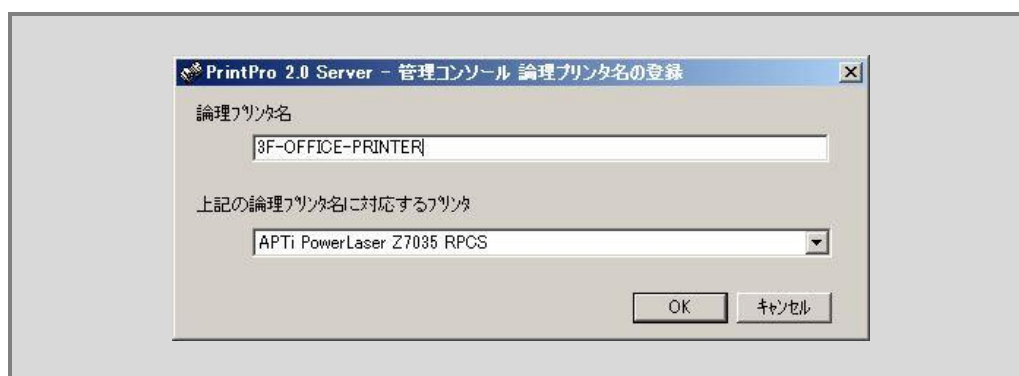 PrintPro 2.0 Server - 管理コンソール 論理プリンタ名の登録
論理プリンタ名
3F-OFFICE-PRINTER
上記の論理プリンタ名に対応するプリンタ
APTi PowerLaser Z7035 RPCS
OK キャンセル